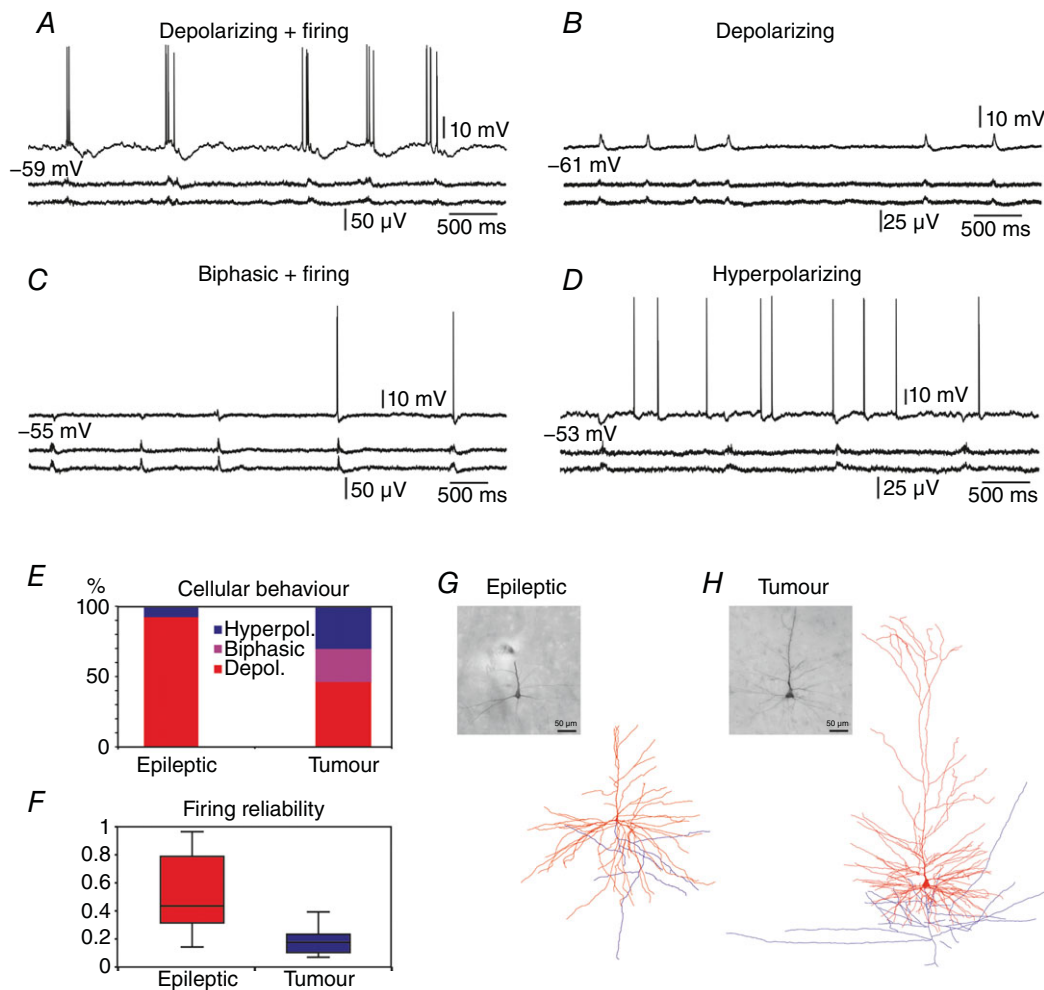 A
Depolarizing + firing
10 mV
−59 mV
50 µV
500 ms
B
Depolarizing
10 mV
−61 mV
25 µV
500 ms
C
Biphasic + firing
10 mV
−55 mV
50 µV
500 ms
D
Hyperpolarizing
10 mV
−53 mV
25 µV
500 ms
E
%
Cellular behaviour
100
50
0
Hyperpol.
Biphasic
Depol.
Epileptic
Tumour
F
Firing reliability
1
0.8
0.6
0.4
0.2
0
Epileptic
Tumour
G
Epileptic
50 µm
H
Tumour
50 µm